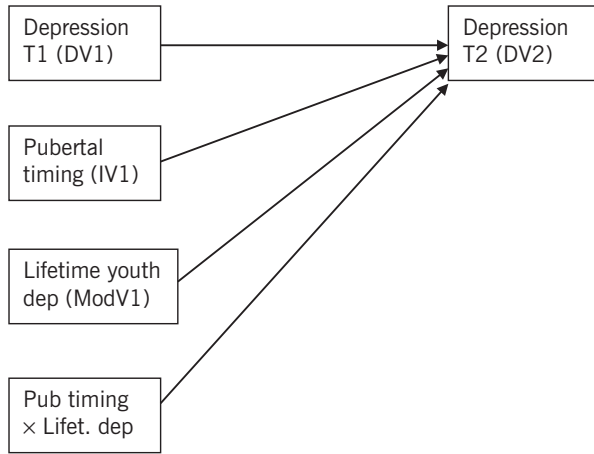 Depression
T1 (DV1)
Depression
T2 (DV2)
Pubertal
timing (IV1)
Lifetime youth
dep (ModV1)
Pub timing
× Lifet. dep